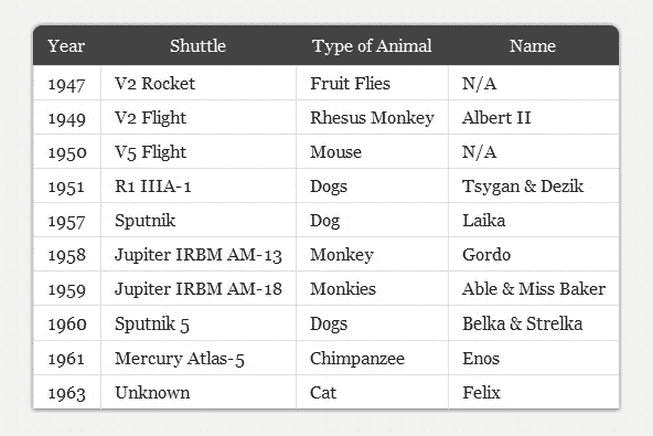 Year Shuttle Type of Animal Name
1947 V2 Rocket Fruit Flies N/A
1949 V2 Flight Rhesus Monkey Albert II
1950 V5 Flight Mouse N/A
1951 R1 IIIA-1 Dogs Tsygan & Dezik
1957 Sputnik Dog Laika
1958 Jupiter IRBM AM-13 Monkey Gordo
1959 Jupiter IRBM AM-18 Monkies Able & Miss Baker
1960 Sputnik 5 Dogs Belka & Strelka
1961 Mercury Atlas-5 Chimpanzee Enos
1963 Unknown Cat Felix